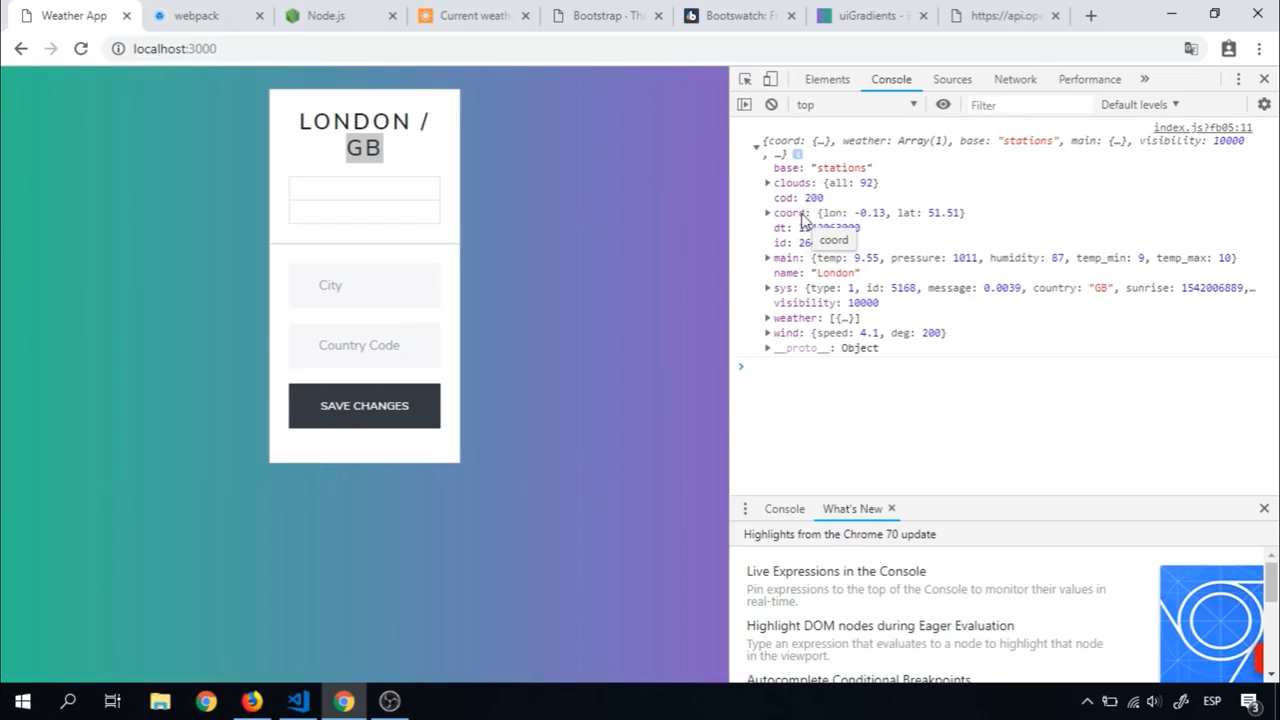 Weather App
webpack
Node.js
Current weath
Bootstrap · The
Bootswatch: Fr
uiGradients - B
https://api.ope
localhost:3000
LONDON /
GB
City
Country Code
SAVE CHANGES
Elements Console Sources Network Performance »
top Filter Default levels
index.js?fb05:11
{coord: {…}, weather: Array(1), base: "stations", main: {…}, visibility: 10000
, …}
base: "stations"
clouds: {all: 92}
cod: 200
coord: {lon: -0.13, lat: 51.51}
dt:
coord
id:
main: {temp: 9.55, pressure: 1011, humidity: 87, temp_min: 9, temp_max: 10}
name: "London"
sys: {type: 1, id: 5168, message: 0.0039, country: "GB", sunrise: 1542006889,…
visibility: 10000
weather: [{…}]
wind: {speed: 4.1, deg: 200}
__proto__: Object
Console What's New
Highlights from the Chrome 70 update
Live Expressions in the Console
Pin expressions to the top of the Console to monitor their values in
real-time.
Highlight DOM nodes during Eager Evaluation
Type an expression that evaluates to a node to highlight that node
in the viewport.
Autocomplete Conditional Breakpoints
ESP
3